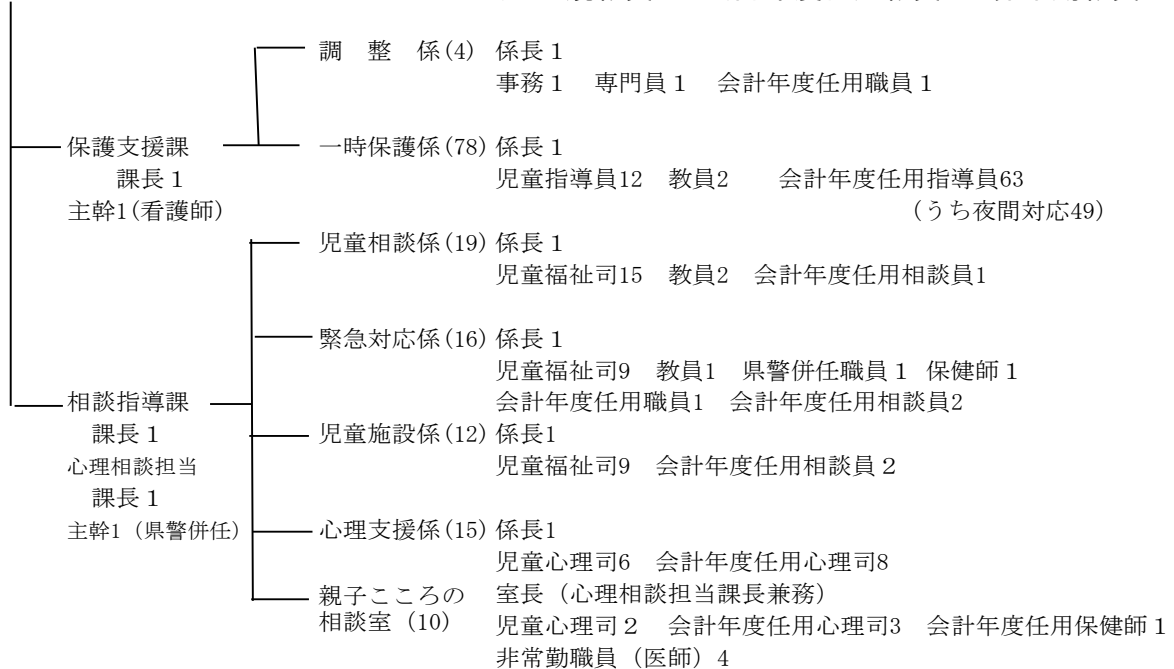 調　整　係(4)　係長１
事務１　専門員１　会計年度任用職員１
保護支援課　一時保護係(78)　係長１
課長１　児童指導員12　教員2　会計年度任用指導員63
主幹1(看護師)　(うち夜間対応49)
児童相談係(19)　係長１
児童福祉司15　教員2　会計年度任用相談員1
緊急対応係(16)　係長１
児童福祉司9　教員1　県警併任職員１　保健師１
相談指導課　会計年度任用職員1　会計年度任用相談員2
課長１　児童施設係(12)　係長1
心理相談担当　児童福祉司9　会計年度任用相談員２
課長１
主幹1（県警併任）　心理支援係(15)　係長1
児童心理司6　会計年度任用心理司8
親子こころの　室長（心理相談担当課長兼務）
相談室（10）　児童心理司２　会計年度任用心理司3　会計年度任用保健師１
非常勤職員（医師）4